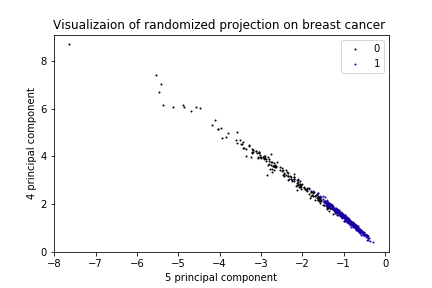 Visualizaion of randomized projection on breast cancer
0
1
8
6
4
2
0
4 principal component
−8 −7 −6 −5 −4 −3 −2 −1 0
5 principal component